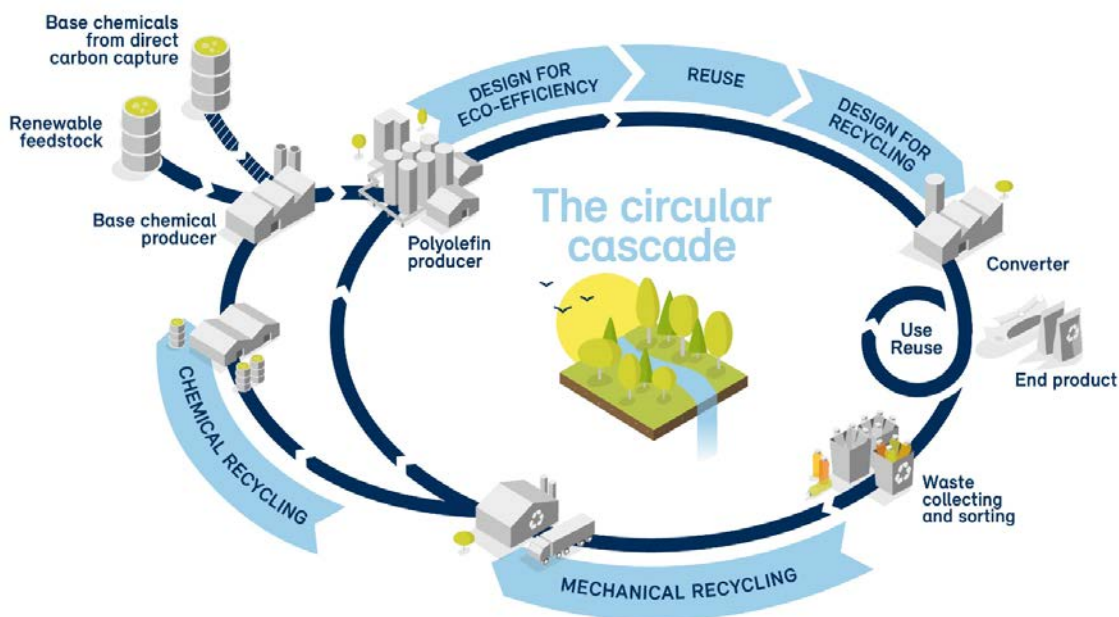 Base chemicals
from direct
carbon capture
Renewable
feedstock
Base chemical
producer
Polyolefin
producer
DESIGN FOR
ECO-EFFICIENCY
REUSE
DESIGN FOR
RECYCLING
The circular
cascade
Converter
Use
Reuse
End product
Waste
collecting
and sorting
MECHANICAL RECYCLING
CHEMICAL RECYCLING